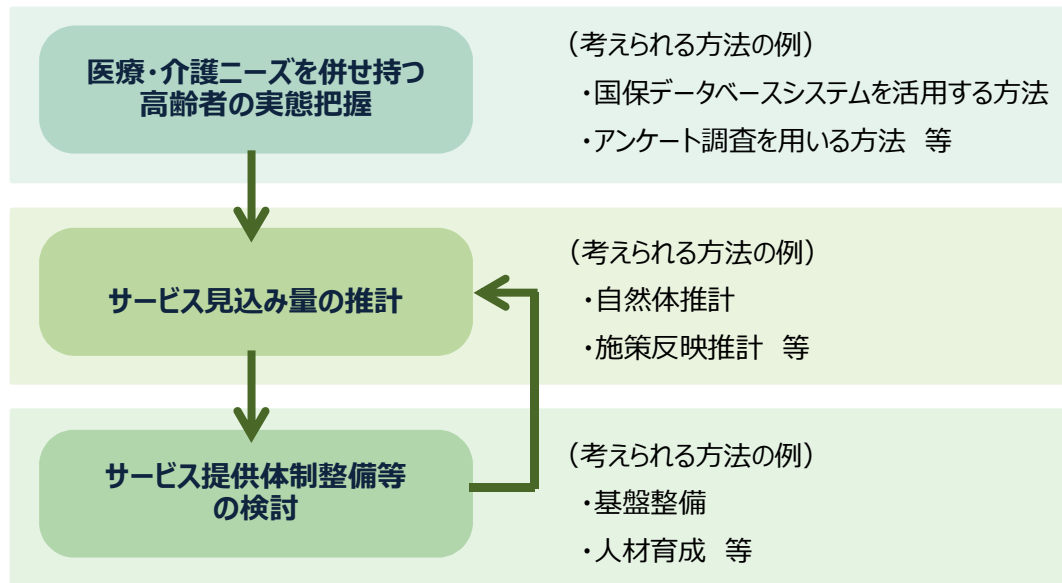 医療・介護ニーズを併せ持つ
高齢者の実態把握
（考えられる方法の例）
・国保データベースシステムを活用する方法
・アンケート調査を用いる方法　等
サービス見込み量の推計
（考えられる方法の例）
・自然体推計
・施策反映推計　等
サービス提供体制整備等
の検討
（考えられる方法の例）
・基盤整備
・人材育成　等